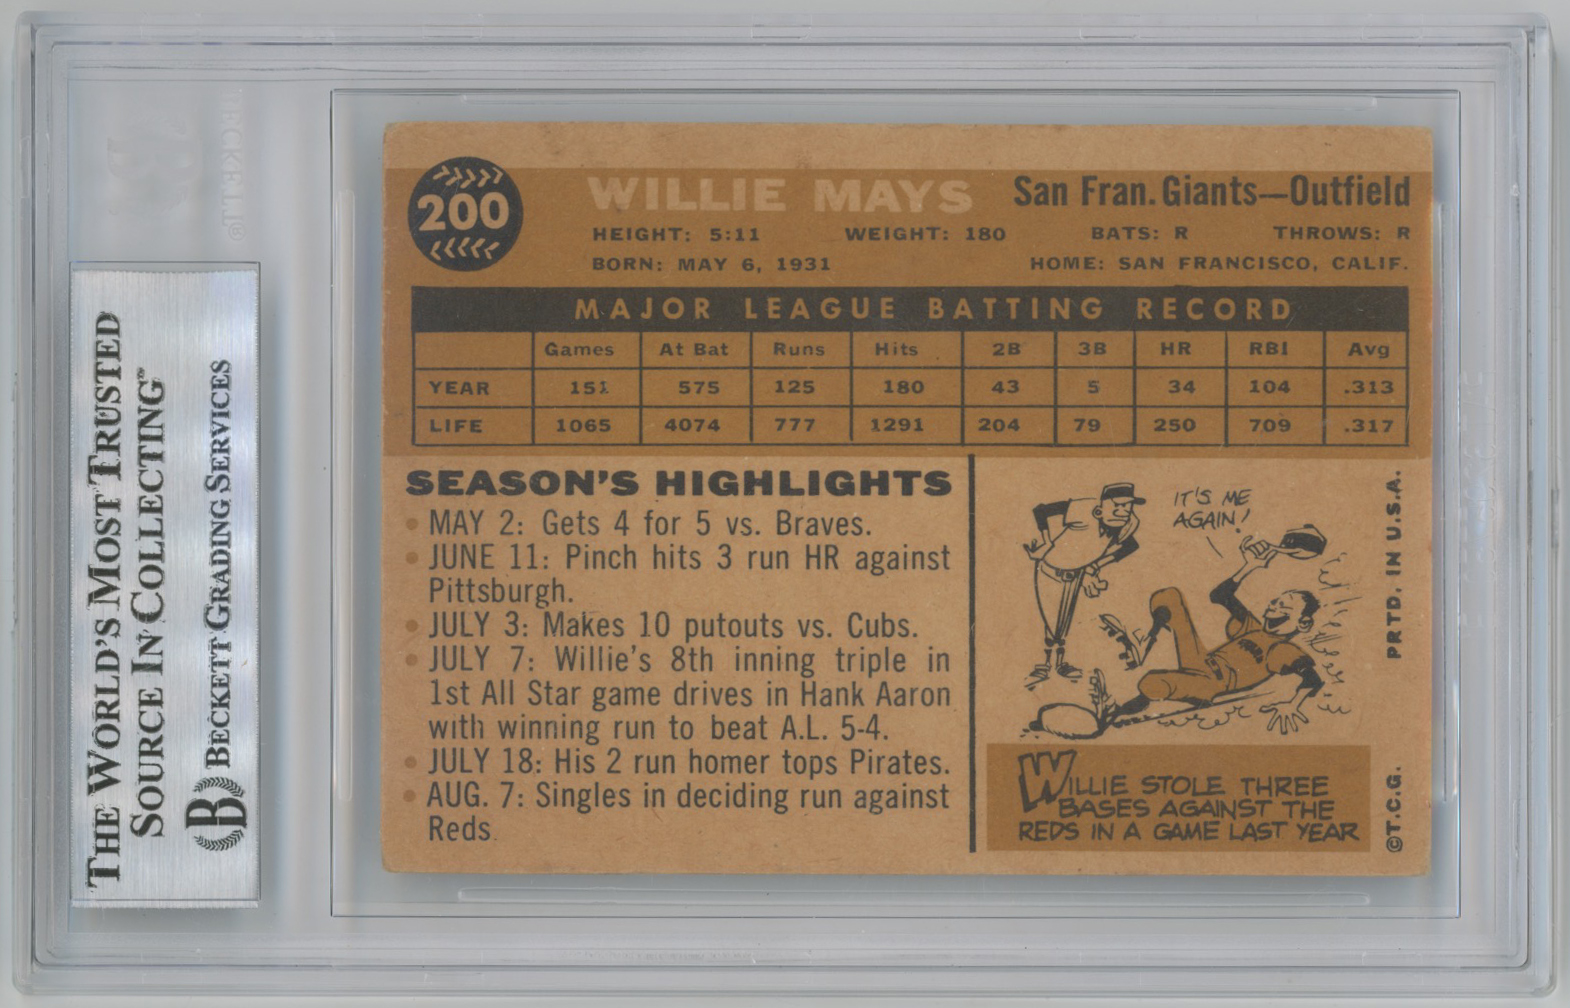 THE WORLD'S MOST TRUSTED
SOURCE IN COLLECTING™
BECKETT GRADING SERVICES
200
WILLIE MAYS
San Fran. Giants—Outfield
HEIGHT: 5:11 WEIGHT: 180 BATS: R THROWS: R
BORN: MAY 6, 1931 HOME: SAN FRANCISCO, CALIF.
MAJOR LEAGUE BATTING RECORD
Games At Bat Runs Hits 2B 3B HR RBI Avg
YEAR 151 575 125 180 43 5 34 104 .313
LIFE 1065 4074 777 1291 204 79 250 709 .317
SEASON'S HIGHLIGHTS
• MAY 2: Gets 4 for 5 vs. Braves.
• JUNE 11: Pinch hits 3 run HR against
Pittsburgh.
• JULY 3: Makes 10 putouts vs. Cubs.
• JULY 7: Willie's 8th inning triple in
1st All Star game drives in Hank Aaron
with winning run to beat A.L. 5-4.
• JULY 18: His 2 run homer tops Pirates.
• AUG. 7: Singles in deciding run against
Reds.
IT'S ME
AGAIN!
WILLIE STOLE THREE
BASES AGAINST THE
REDS IN A GAME LAST YEAR
©T.C.G. PRTD. IN U.S.A.